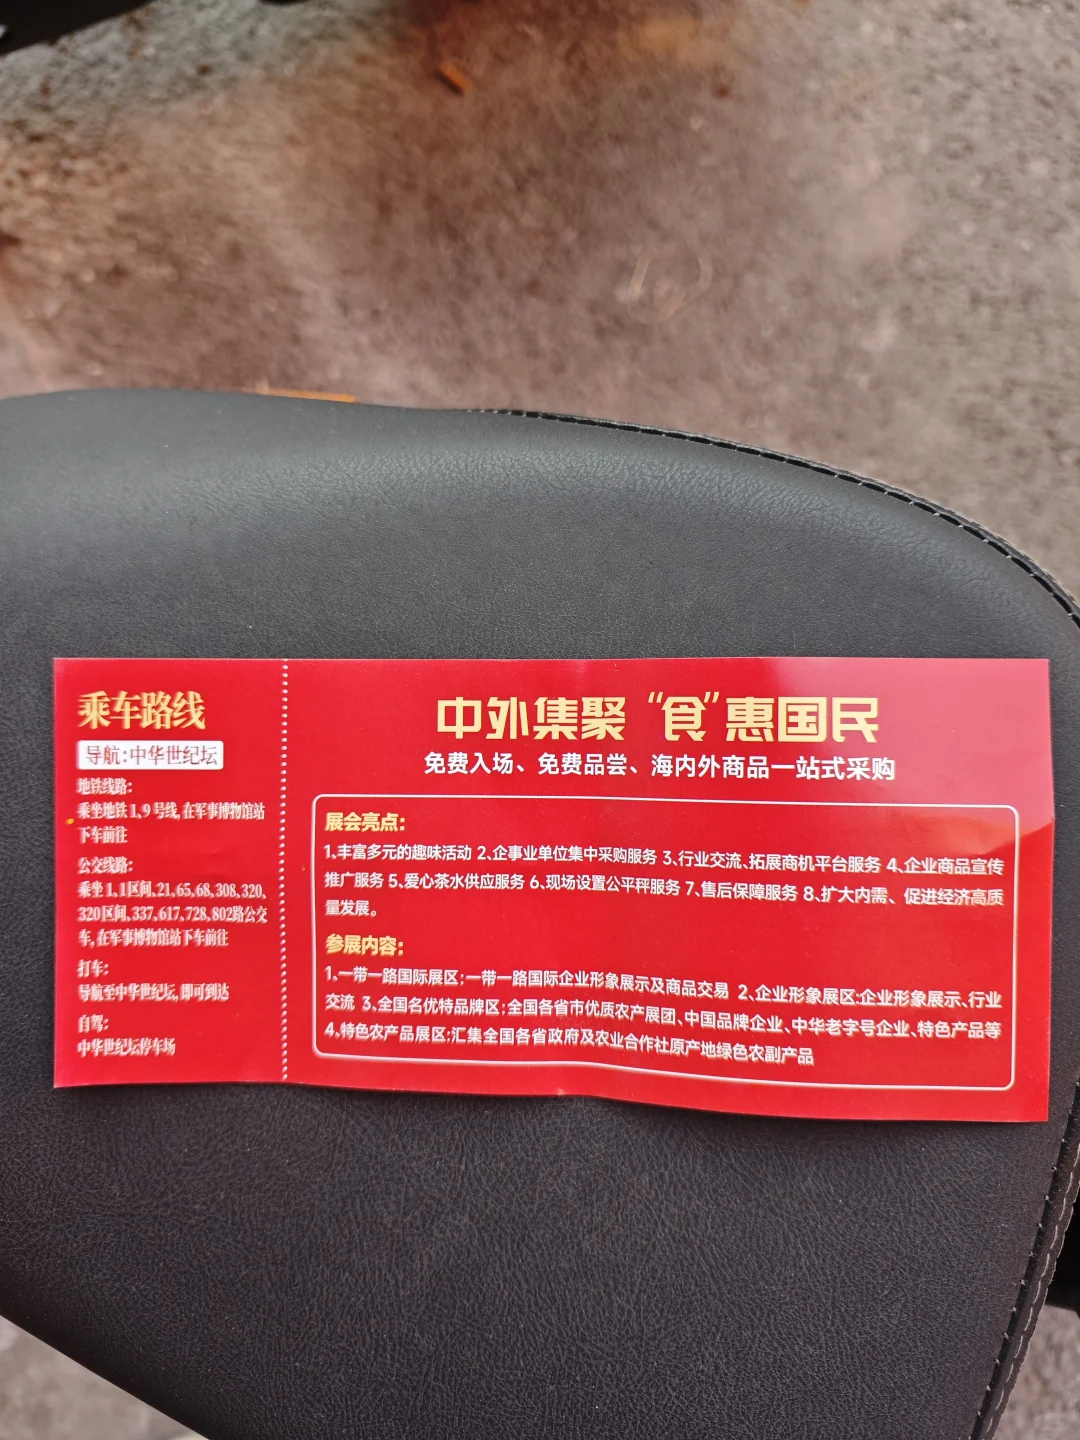 乘车路线
导航:中华世纪坛
地铁线路:
乘坐地铁1、9号线,在军事博物馆站
下车前往
公交线路:
乘坐1,1区间,21,65,68,308,320,
320区间,337,617,728,802路公交
车,在军事博物馆站下车前往
打车:
导航至中华世纪坛,即可到达
自驾:
中华世纪坛停车场
中外集聚“食”惠国民
免费入场、免费品尝、海内外商品一站式采购
展会亮点:
1、丰富多元的趣味活动 2、企事业单位集中采购服务 3、行业交流、拓展商机平台服务 4、企业商品宣传
推广服务 5、爱心茶水供应服务 6、现场设置公平秤服务 7、售后保障服务 8、扩大内需、促进经济高质
量发展。
参展内容:
1、一带一路国际展区:一带一路国际企业形象展示及商品交易 2、企业形象展区:企业形象展示、行业
交流 3、全国名优特品牌区:全国各省市优质农产展团、中国品牌企业、中华老字号企业、特色产品等
4、特色农产品展区:汇集全国各省政府及农业合作社原产地绿色农副产品